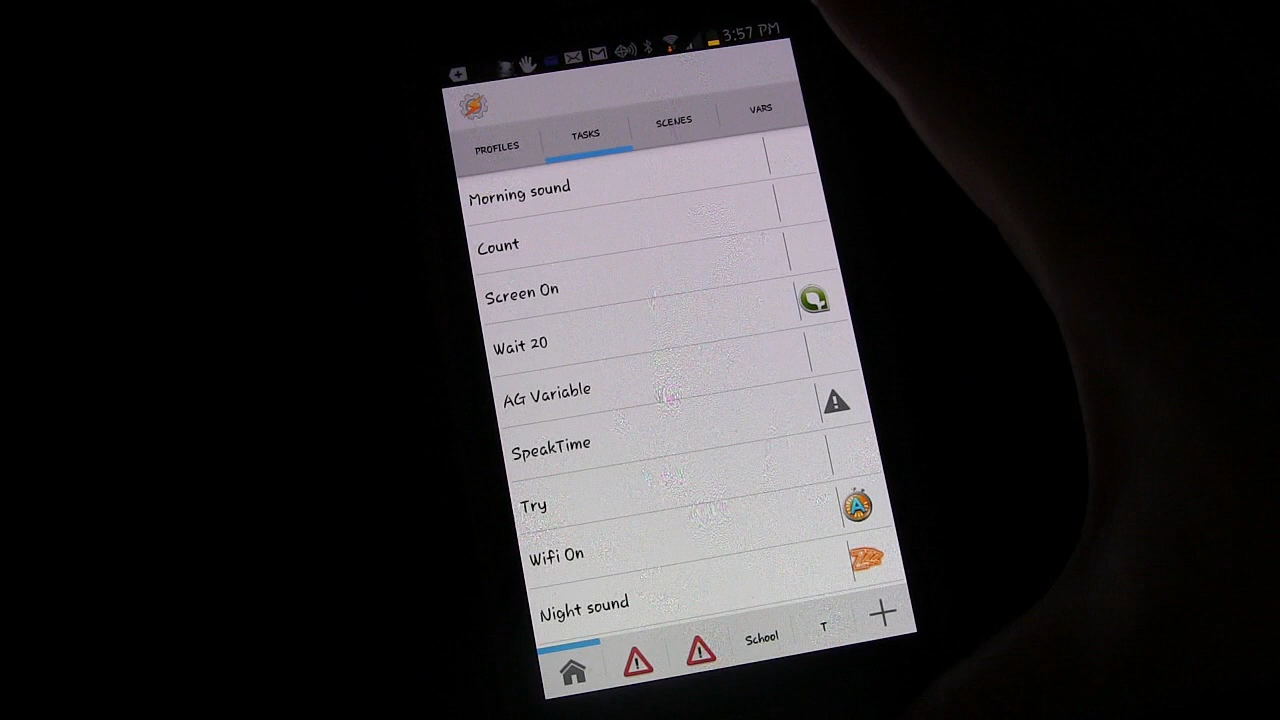 3:57 PM
PROFILES TASKS SCENES VARS
Morning sound
Count
Screen On
Wait 20
AG Variable
SpeakTime
Try
Wifi On
Night sound
School T